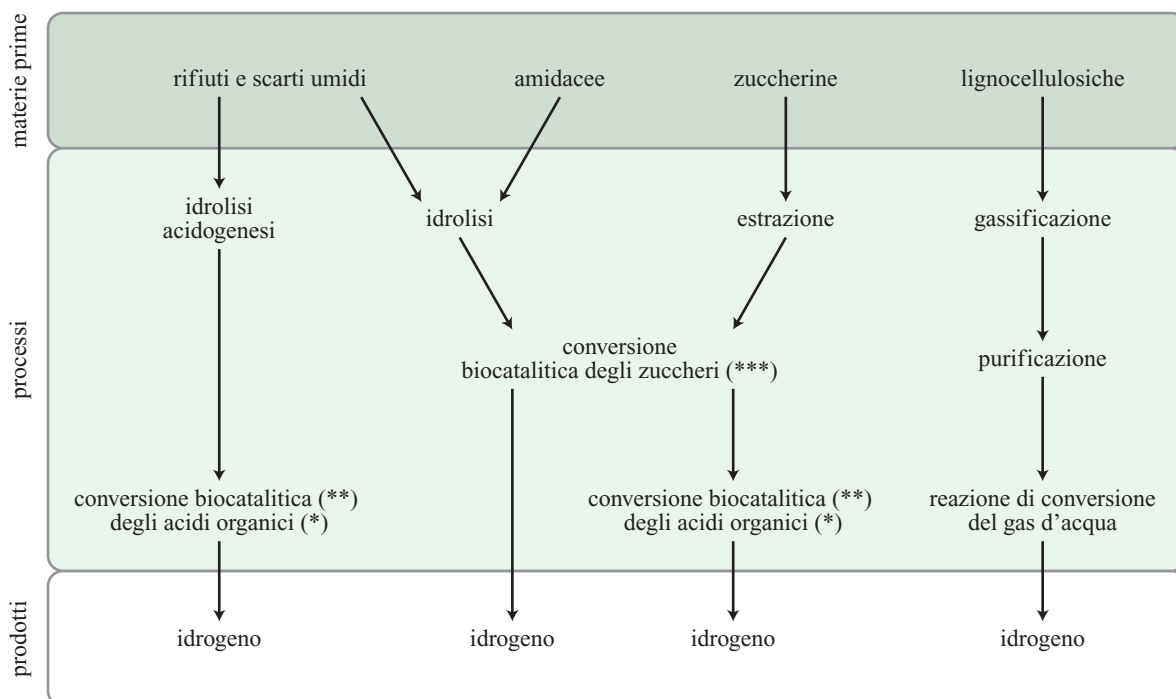 materie prime
rifiuti e scarti umidi
amidacee
zuccherine
lignocellulosiche
processi
idrolisi
acidogenesi
idrolisi
estrazione
gassificazione
conversione
biocatalitica degli zuccheri (***)
purificazione
conversione biocatalitica (**)
degli acidi organici (*)
conversione biocatalitica (**)
degli acidi organici (*)
reazione di conversione
del gas d’acqua
prodotti
idrogeno
idrogeno
idrogeno
idrogeno